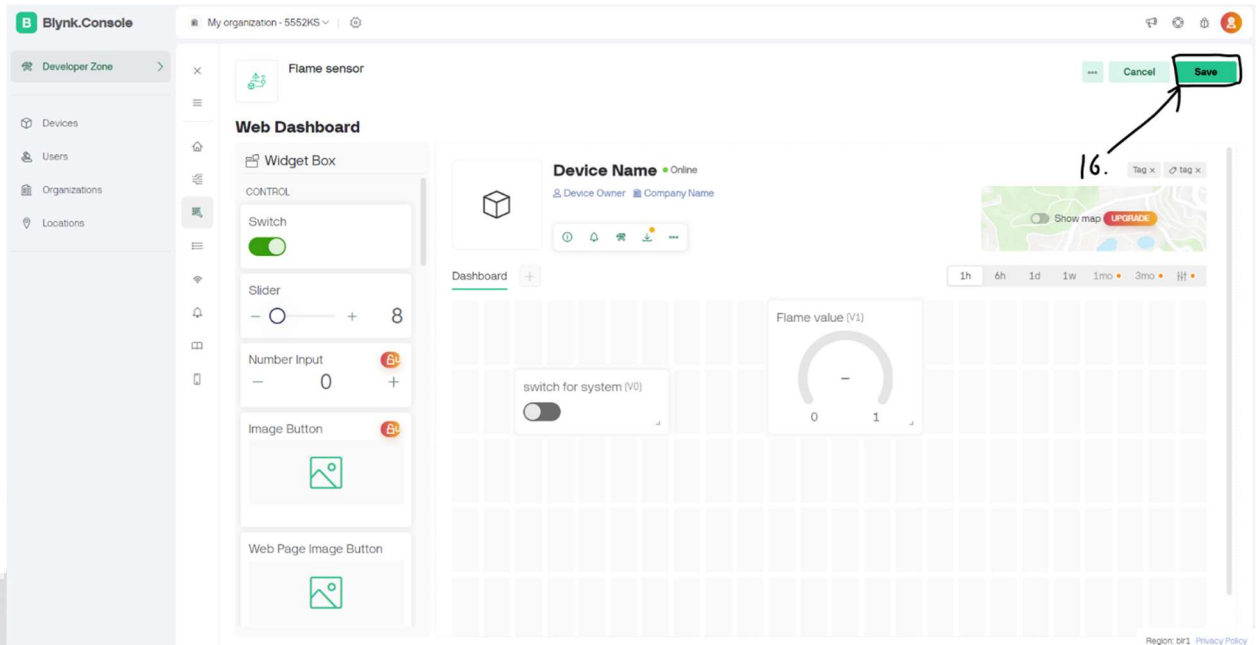 B Blynk.Console
My organization - 5552KS
Developer Zone
Devices
Users
Organizations
Locations
Flame sensor
Cancel
Save
16.
Web Dashboard
Widget Box
CONTROL
Switch
Slider
− + 8
Number Input
− 0 +
Image Button
Web Page Image Button
Device Name • Online
Device Owner Company Name
Tag × tag ×
Show map UPGRADE
Dashboard +
1h 6h 1d 1w 1mo • 3mo •
switch for system (V0)
Flame value (V1)
–
0 1
Region: blr1 Privacy Policy